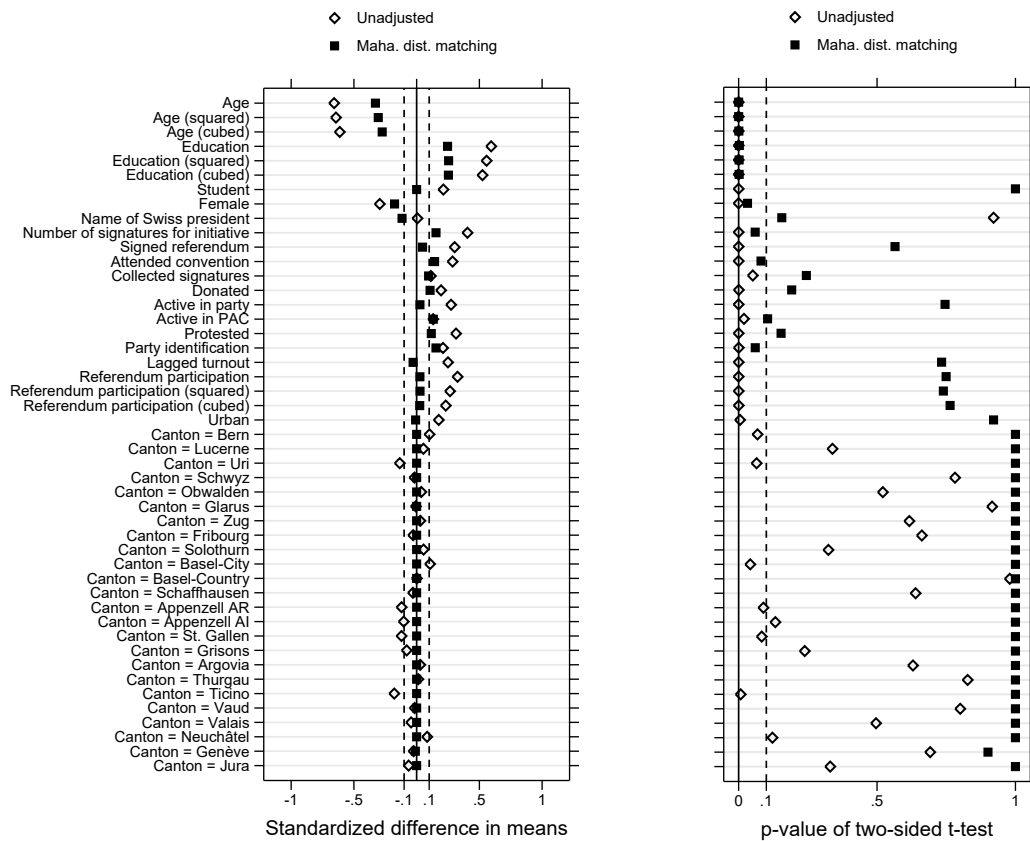 Unadjusted
Maha. dist. matching
Age
Age (squared)
Age (cubed)
Education
Education (squared)
Education (cubed)
Student
Female
Name of Swiss president
Number of signatures for initiative
Signed referendum
Attended convention
Collected signatures
Donated
Active in party
Active in PAC
Protested
Party identification
Lagged turnout
Referendum participation
Referendum participation (squared)
Referendum participation (cubed)
Urban
Canton = Bern
Canton = Lucerne
Canton = Uri
Canton = Schwyz
Canton = Obwalden
Canton = Glarus
Canton = Zug
Canton = Fribourg
Canton = Solothurn
Canton = Basel-City
Canton = Basel-Country
Canton = Schaffhausen
Canton = Appenzell AR
Canton = Appenzell AI
Canton = St. Gallen
Canton = Grisons
Canton = Argovia
Canton = Thurgau
Canton = Ticino
Canton = Vaud
Canton = Valais
Canton = Neuchâtel
Canton = Genève
Canton = Jura
-1 -.5 -.1 .1 .5 1
Standardized difference in means
Unadjusted
Maha. dist. matching
0 .1 .5 1
p-value of two-sided t-test